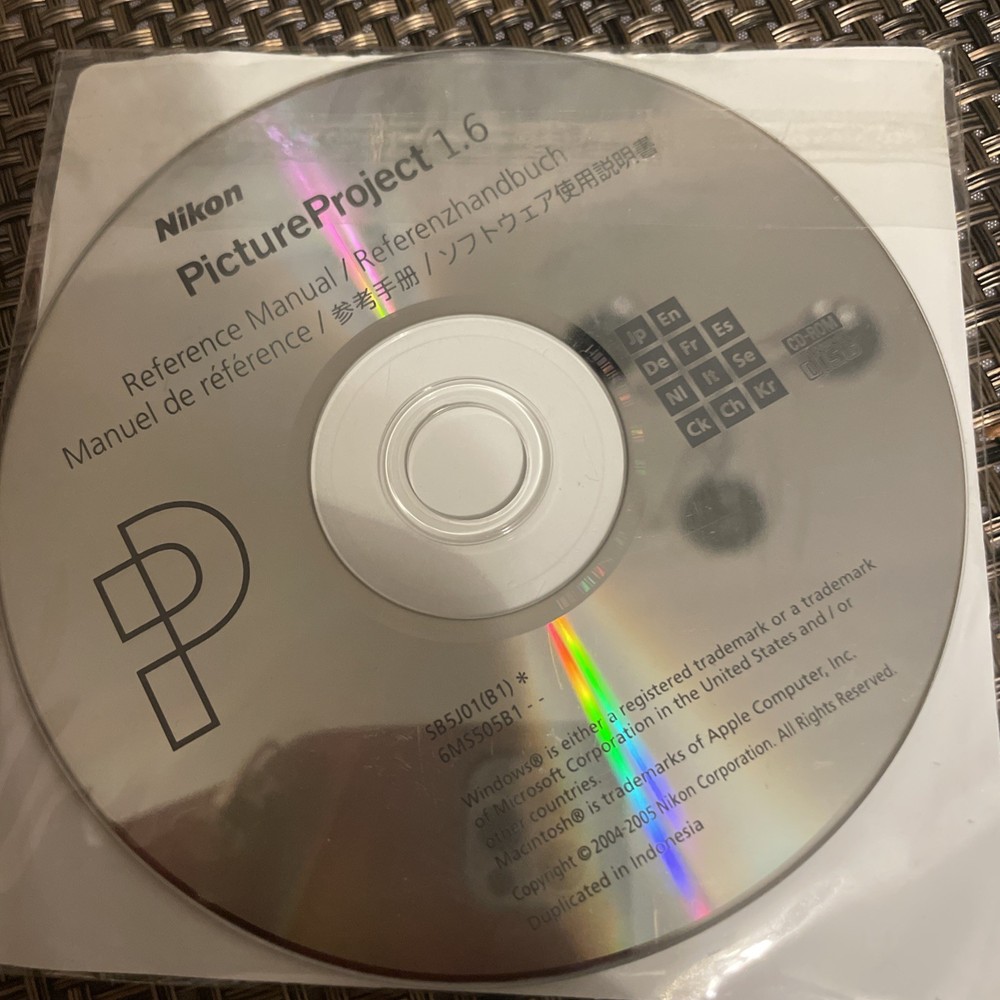 Nikon
PictureProject 1.6
Reference Manual / Referenzhandbuch
Manuel de référence / 参考手册 / ソフトウェア使用説明書
Jp En
De Fr Es
Nl It Se
Ck Ch Kr
CD-ROM
SB5J01(B1) *
6MS505B1 - -
Windows® is either a registered trademark or a trademark
of Microsoft Corporation in the United States and / or
other countries.
Macintosh® is trademarks of Apple Computer, Inc.
Copyright © 2004-2005 Nikon Corporation. All Rights Reserved.
Duplicated in Indonesia